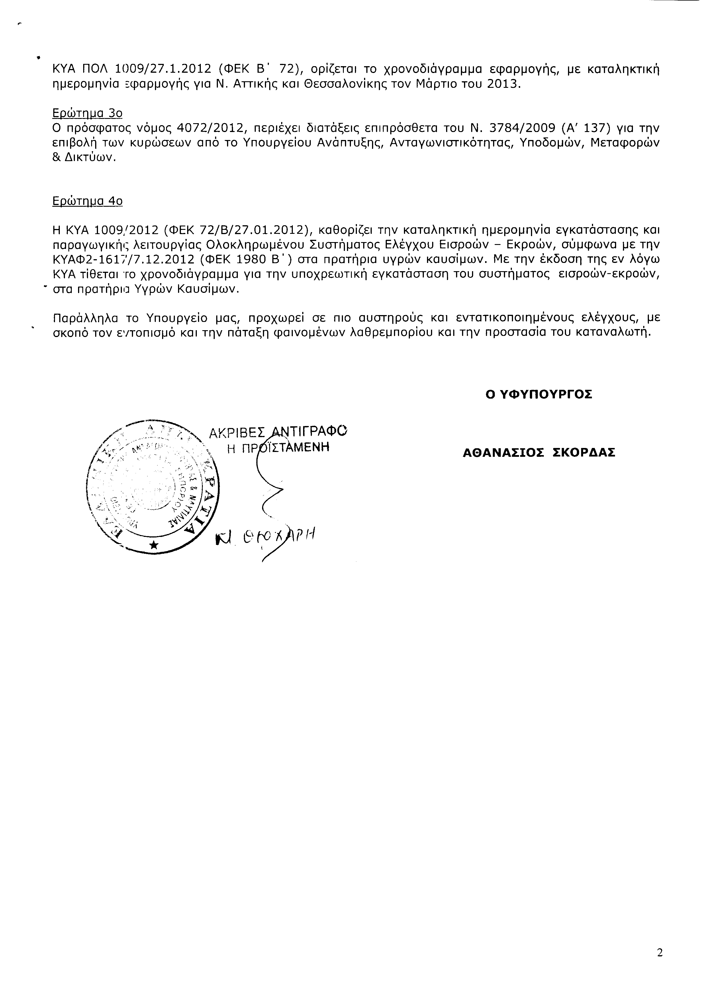 ΚΥΑ ΠΟΛ 1009/27.1.2012 (ΦΕΚ Β΄ 72), ορίζεται το χρονοδιάγραμμα εφαρμογής, με καταληκτική
ημερομηνία εφαρμογής για Ν. Αττικής και Θεσσαλονίκης τον Μάρτιο του 2013.
Ερώτημα 3ο
Ο πρόσφατος νόμος 4072/2012, περιέχει διατάξεις επιπρόσθετα του Ν. 3784/2009 (Α’ 137) για την
επιβολή των κυρώσεων από το Υπουργείου Ανάπτυξης, Ανταγωνιστικότητας, Υποδομών, Μεταφορών
& Δικτύων.
Ερώτημα 4ο
Η ΚΥΑ 1009/2012 (ΦΕΚ 72/Β/27.01.2012), καθορίζει την καταληκτική ημερομηνία εγκατάστασης και
παραγωγικής λειτουργίας Ολοκληρωμένου Συστήματος Ελέγχου Εισροών – Εκροών, σύμφωνα με την
ΚΥΑΦ2-1617/7.12.2012 (ΦΕΚ 1980 Β΄) στα πρατήρια υγρών καυσίμων. Με την έκδοση της εν λόγω
ΚΥΑ τίθεται το χρονοδιάγραμμα για την υποχρεωτική εγκατάσταση του συστήματος εισροών-εκροών,
στα πρατήρια Υγρών Καυσίμων.
Παράλληλα το Υπουργείο μας, προχωρεί σε πιο αυστηρούς και εντατικοποιημένους ελέγχους, με
σκοπό τον εντοπισμό και την πάταξη φαινομένων λαθρεμπορίου και την προστασία του καταναλωτή.
Ο ΥΦΥΠΟΥΡΓΟΣ
ΑΚΡΙΒΕΣ ΑΝΤΙΓΡΑΦΟ
Η ΠΡΟΪΣΤΑΜΕΝΗ
ΑΘΑΝΑΣΙΟΣ ΣΚΟΡΔΑΣ
ΕΛΛΗΝΙΚΗ ΔΗΜΟΚΡΑΤΙΑ
& ΝΑΥΤΙΛΙΑΣ
ΕΜΠΟΡΙΟΥ
ΘΕΟΧΑΡΗ
2